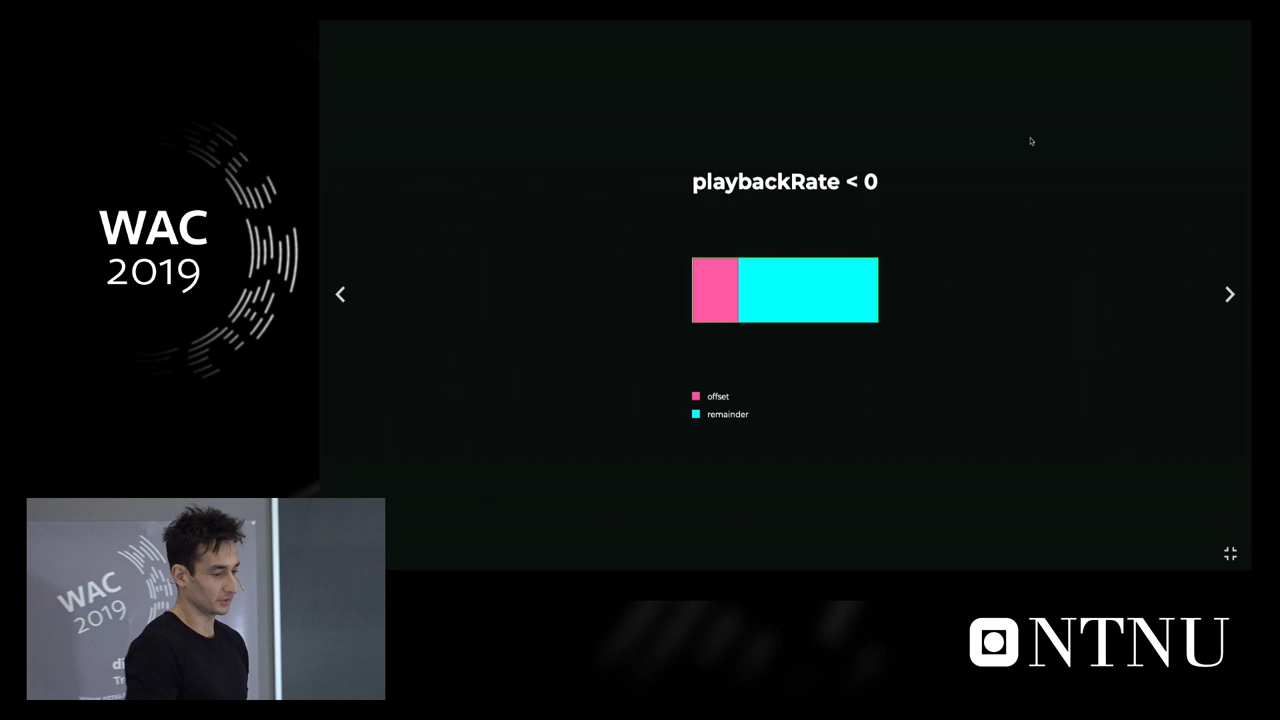 WAC
2019
playbackRate < 0
offset
remainder
WAC
2019
NTNU